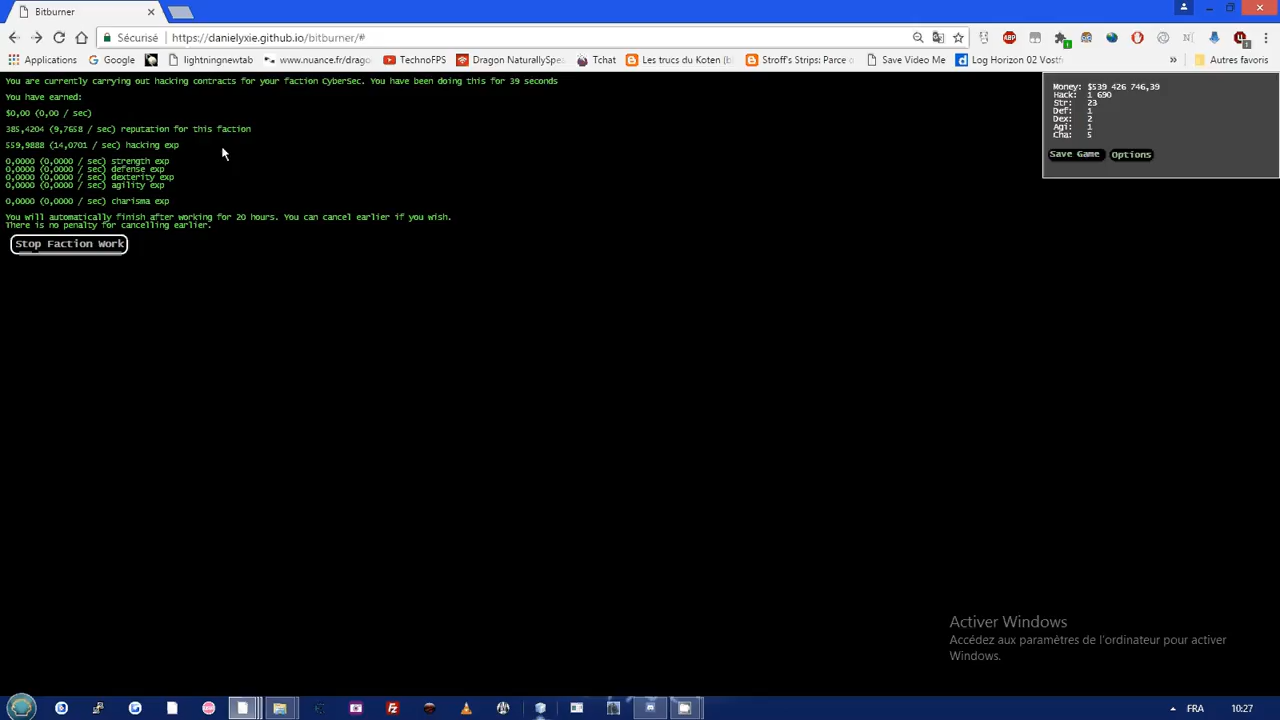 Bitburner
Sécurisé https://danielyxie.github.io/bitburner/#
Applications Google lightningnewtab www.nuance.fr/drago TechnoFPS Dragon NaturallySpe Tchat Les trucs du Koten (b Stroff's Strips: Parce Save Video Me Log Horizon 02 Vostf » Autres favoris
You are currently carrying out hacking contracts for your faction CyberSec. You have been doing this for 39 seconds
You have earned:
$0,00 (0,00 / sec)
385,4204 (9,7658 / sec) reputation for this faction
559,9888 (14,0701 / sec) hacking exp
0,0000 (0,0000 / sec) strength exp
0,0000 (0,0000 / sec) defense exp
0,0000 (0,0000 / sec) dexterity exp
0,0000 (0,0000 / sec) agility exp
0,0000 (0,0000 / sec) charisma exp
You will automatically finish after working for 20 hours. You can cancel earlier if you wish.
There is no penalty for cancelling earlier.
Stop Faction Work
Money: $539 426 746,39
Hack: 1 690
Str: 23
Def: 1
Dex: 2
Agi: 1
Cha: 5
Save Game Options
Activer Windows
Accédez aux paramètres de l'ordinateur pour activer
Windows.
FRA 10:27